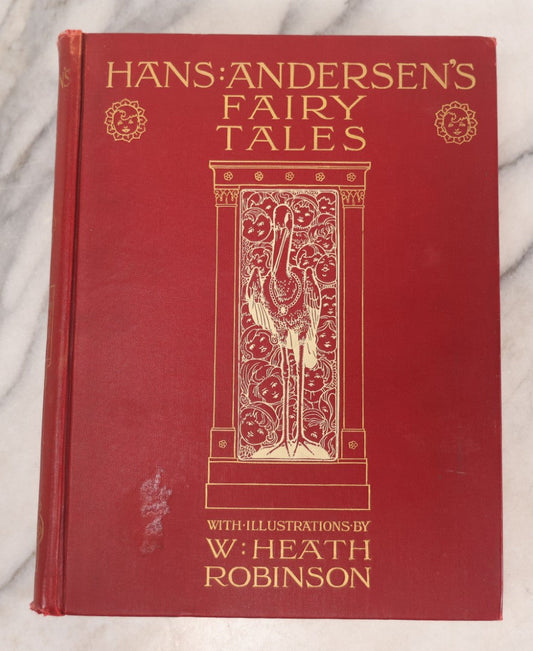 HANS:ANDERSEN'S
FAIRY
TALES
WITH·ILLUSTRATIONS·BY
W:HEATH
ROBINSON